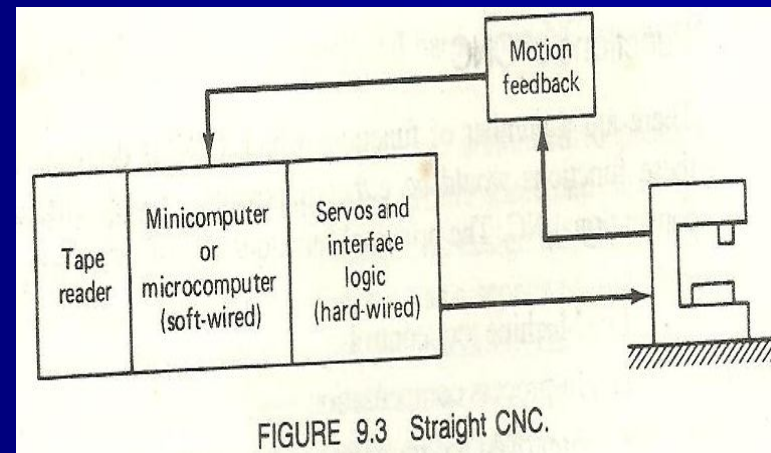 Motion
feedback
Tape
reader
Minicomputer
or
microcomputer
(soft-wired)
Servos and
interface
logic
(hard-wired)
FIGURE 9.3 Straight CNC.